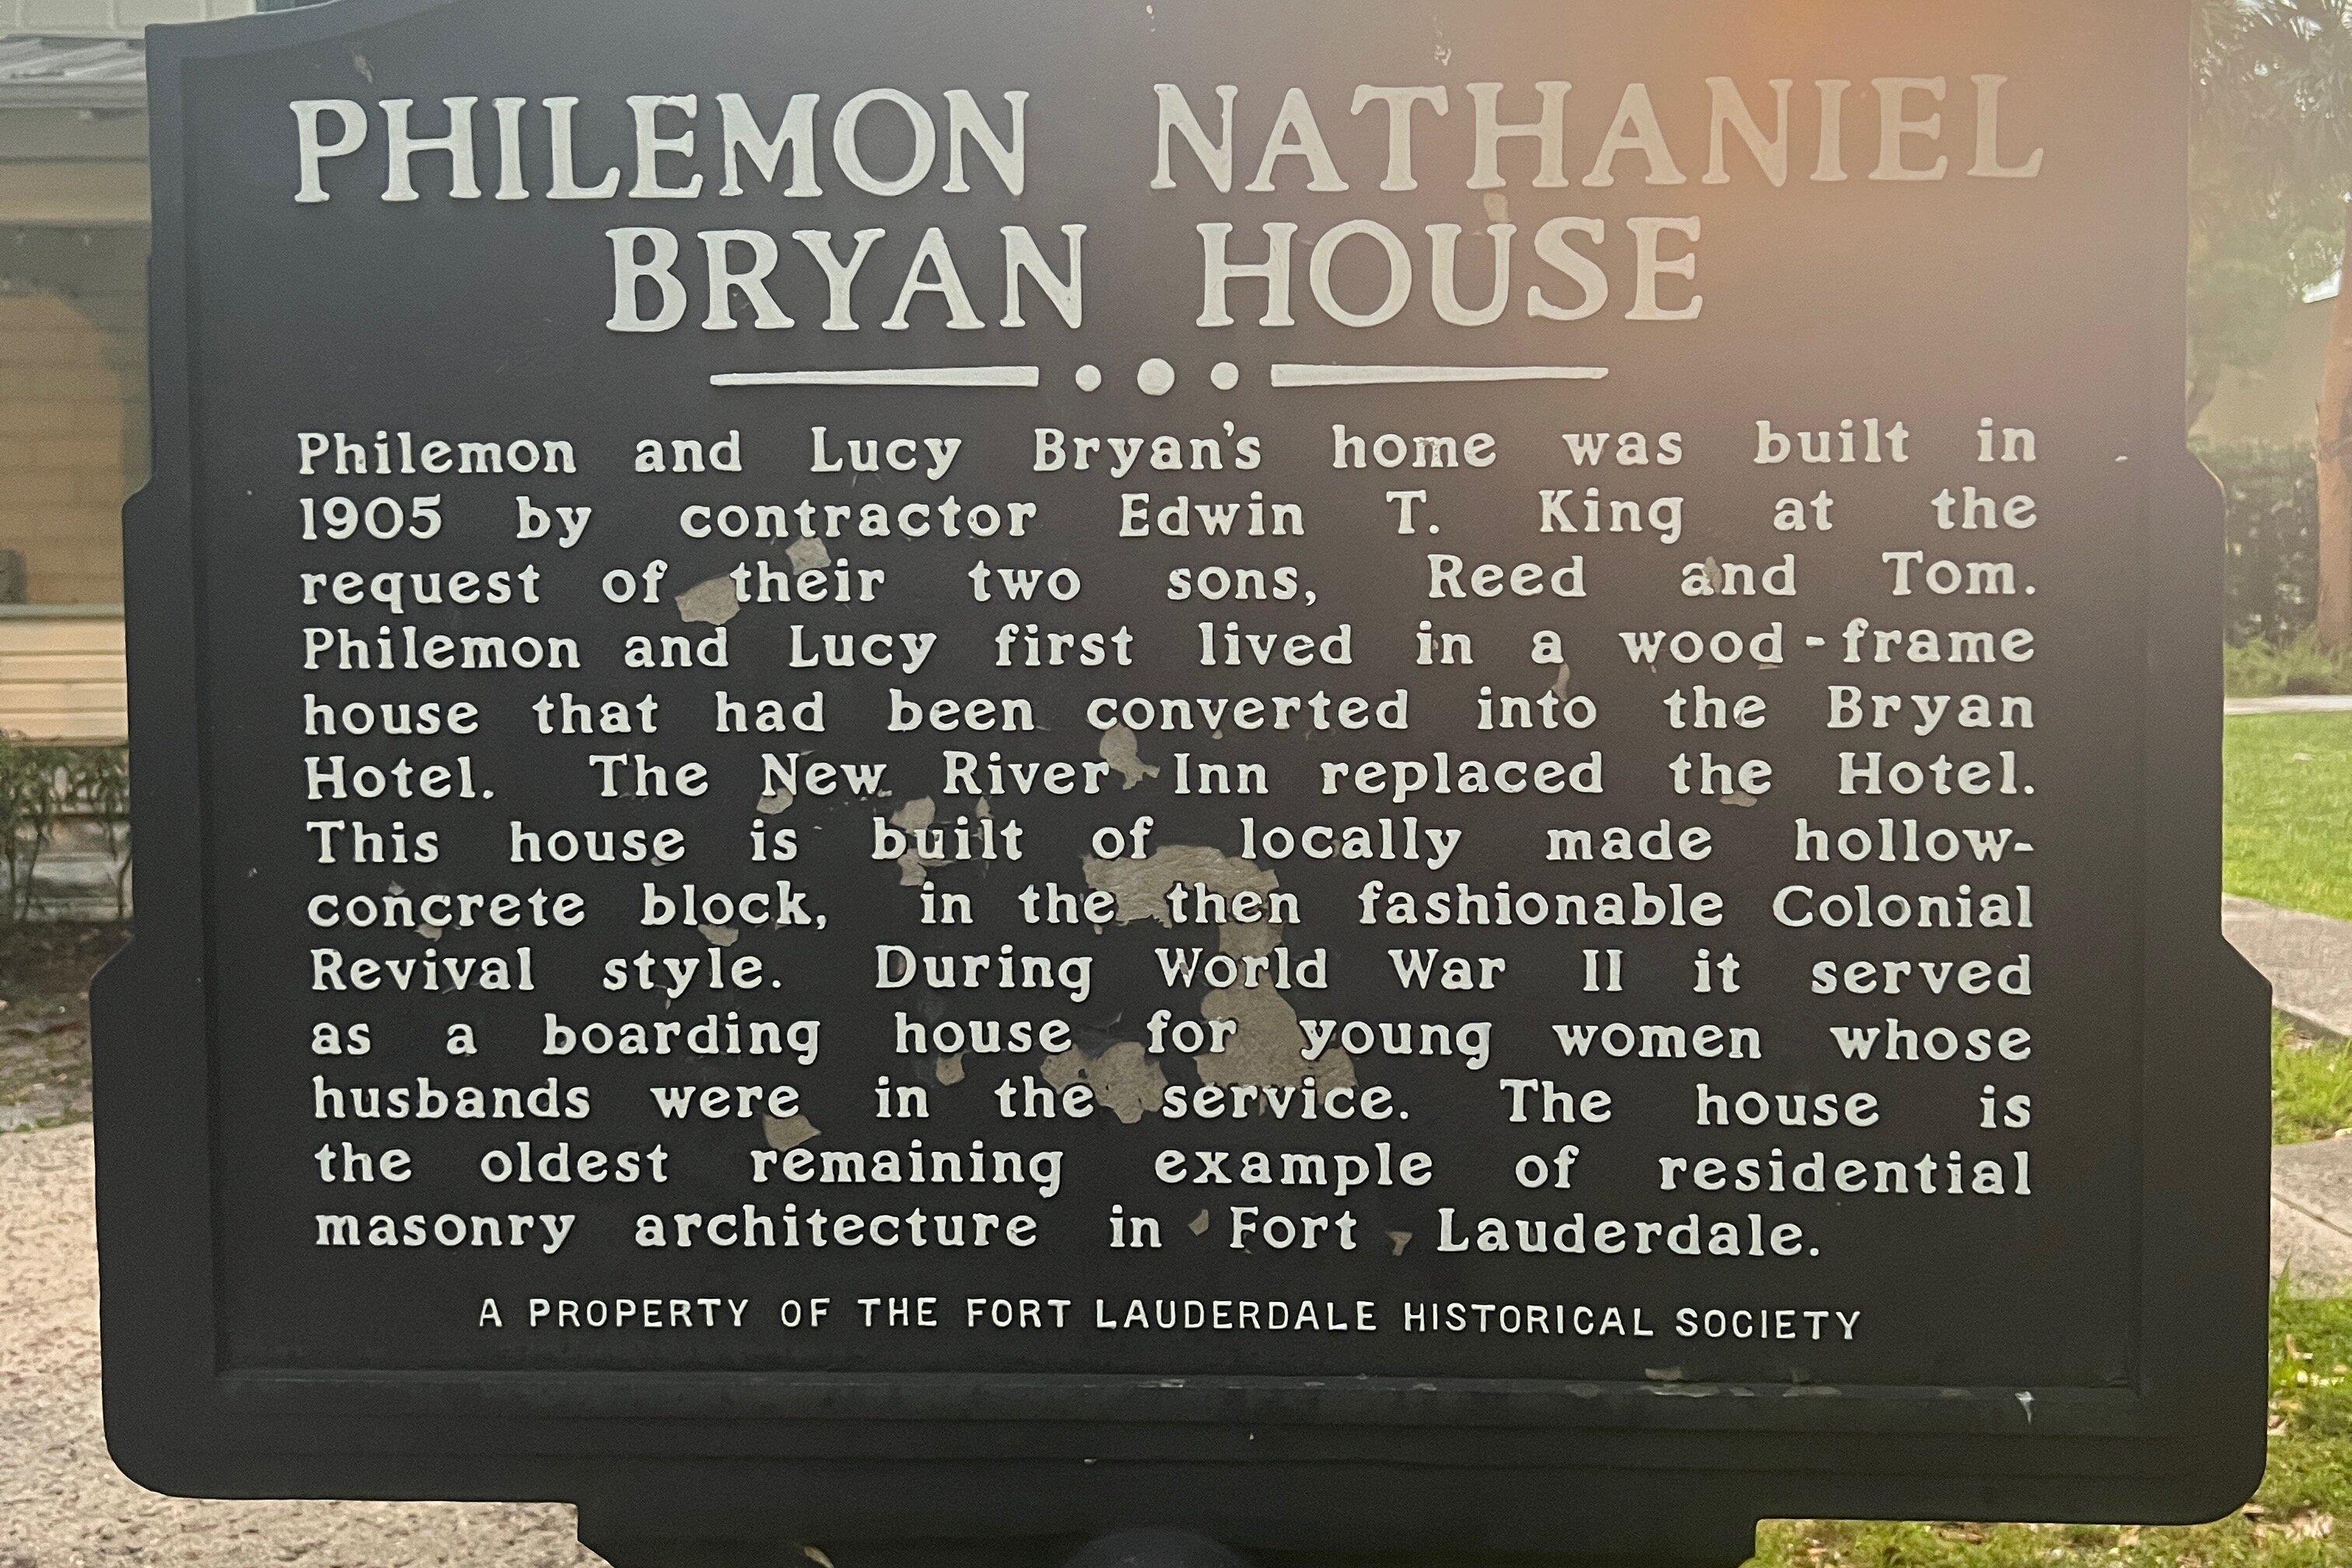 PHILEMON NATHANIEL
BRYAN HOUSE
Philemon and Lucy Bryan's home was built in
1905 by contractor Edwin T. King at the
request of their two sons, Reed and Tom.
Philemon and Lucy first lived in a wood-frame
house that had been converted into the Bryan
Hotel. The New River Inn replaced the Hotel.
This house is built of locally made hollow-
concrete block, in the then fashionable Colonial
Revival style. During World War II it served
as a boarding house for young women whose
husbands were in the service. The house is
the oldest remaining example of residential
masonry architecture in Fort Lauderdale.
A PROPERTY OF THE FORT LAUDERDALE HISTORICAL SOCIETY